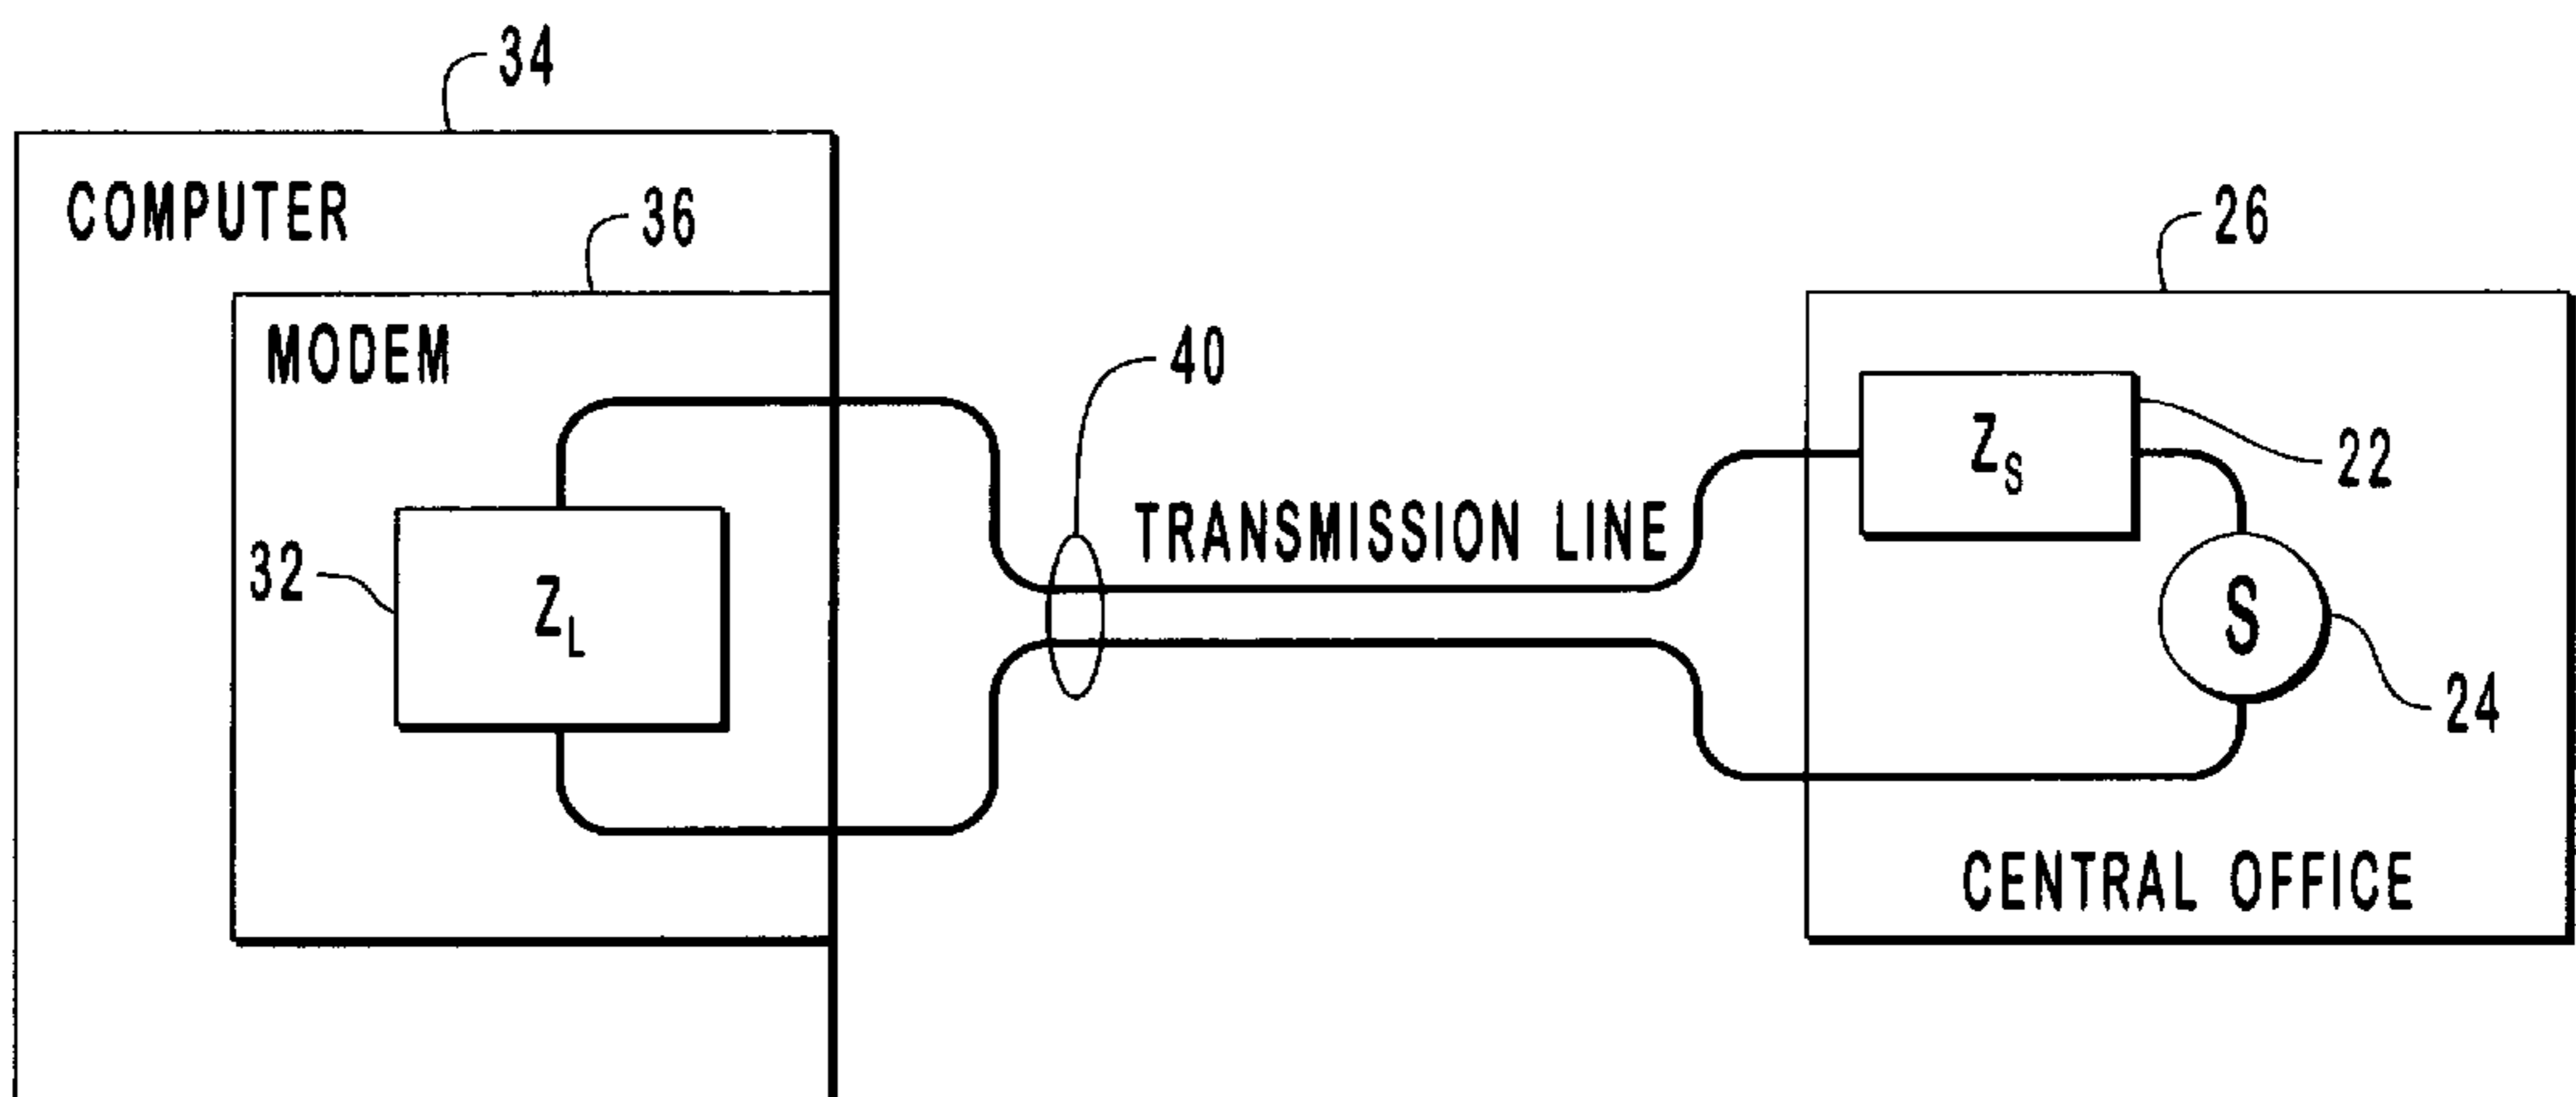 34
COMPUTER
36
26
MODEM
40
Z_S
22
TRANSMISSION LINE
32
Z_L
S
24
CENTRAL OFFICE